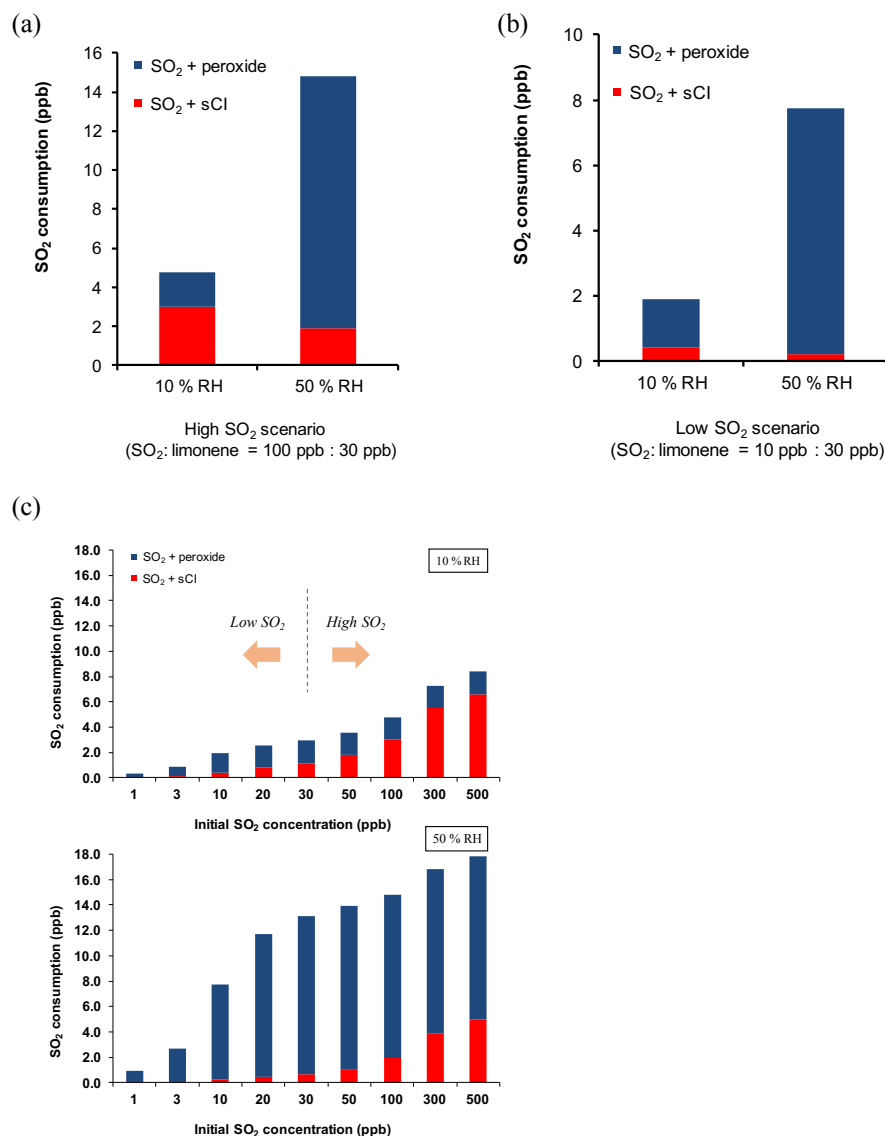 (a)
SO2 consumption (ppb)
16
14
12
10
8
6
4
2
0
SO2 + peroxide
SO2 + sCI
10 % RH
50 % RH
High SO2 scenario
(SO2: limonene = 100 ppb : 30 ppb)
(b)
SO2 consumption (ppb)
10
8
6
4
2
0
SO2 + peroxide
SO2 + sCI
10 % RH
50 % RH
Low SO2 scenario
(SO2: limonene = 10 ppb : 30 ppb)
(c)
SO2 consumption (ppb)
18.0
16.0
14.0
12.0
10.0
8.0
6.0
4.0
2.0
0.0
SO2 + peroxide
SO2 + sCI
10 % RH
Low SO2
High SO2
1 3 10 20 30 50 100 300 500
Initial SO2 concentration (ppb)
50 % RH
SO2 consumption (ppb)
18.0
16.0
14.0
12.0
10.0
8.0
6.0
4.0
2.0
0.0
1 3 10 20 30 50 100 300 500
Initial SO2 concentration (ppb)